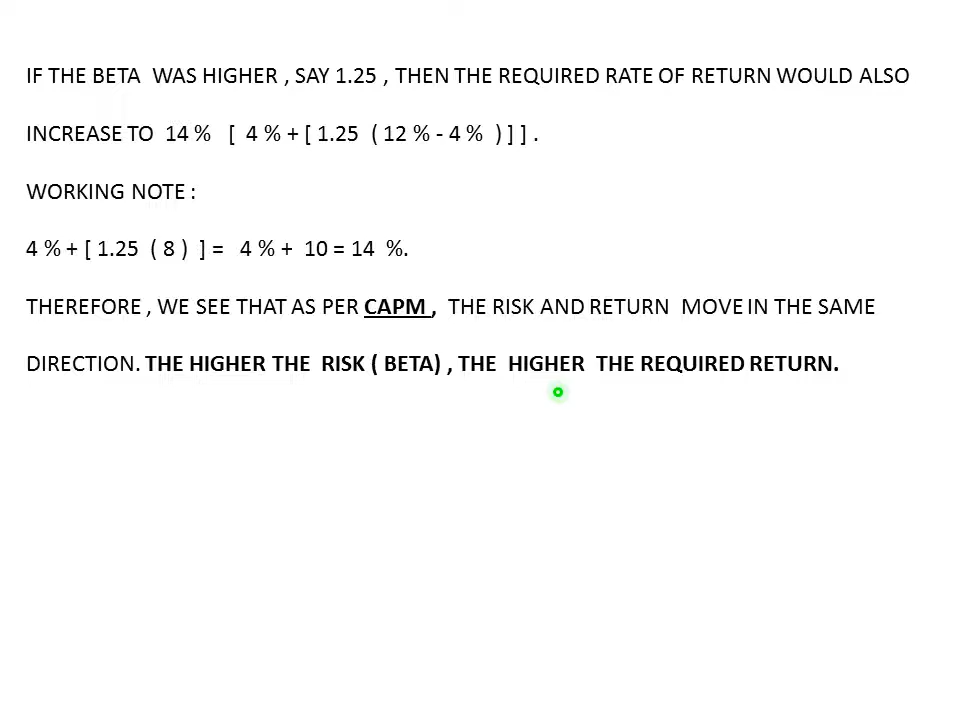 IF THE BETA WAS HIGHER , SAY 1.25 , THEN THE REQUIRED RATE OF RETURN WOULD ALSO
INCREASE TO 14 % [ 4 % + [ 1.25 ( 12 % - 4 % ) ] ] .
WORKING NOTE :
4 % + [ 1.25 ( 8 ) ] = 4 % + 10 = 14 %.
THEREFORE , WE SEE THAT AS PER CAPM , THE RISK AND RETURN MOVE IN THE SAME
DIRECTION. THE HIGHER THE RISK ( BETA) , THE HIGHER THE REQUIRED RETURN.